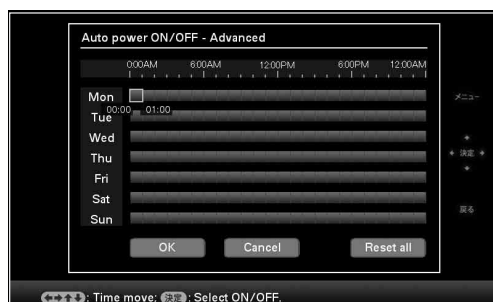 Auto power ON/OFF - Advanced
0:00AM 6:00AM 12:00PM 6:00PM 12:00AM
Mon
00:00 - 01:00
Tue
Wed
Thu
Fri
Sat
Sun
OK Cancel Reset all
メニュー
決定
戻る
: Time move; 決定: Select ON/OFF,